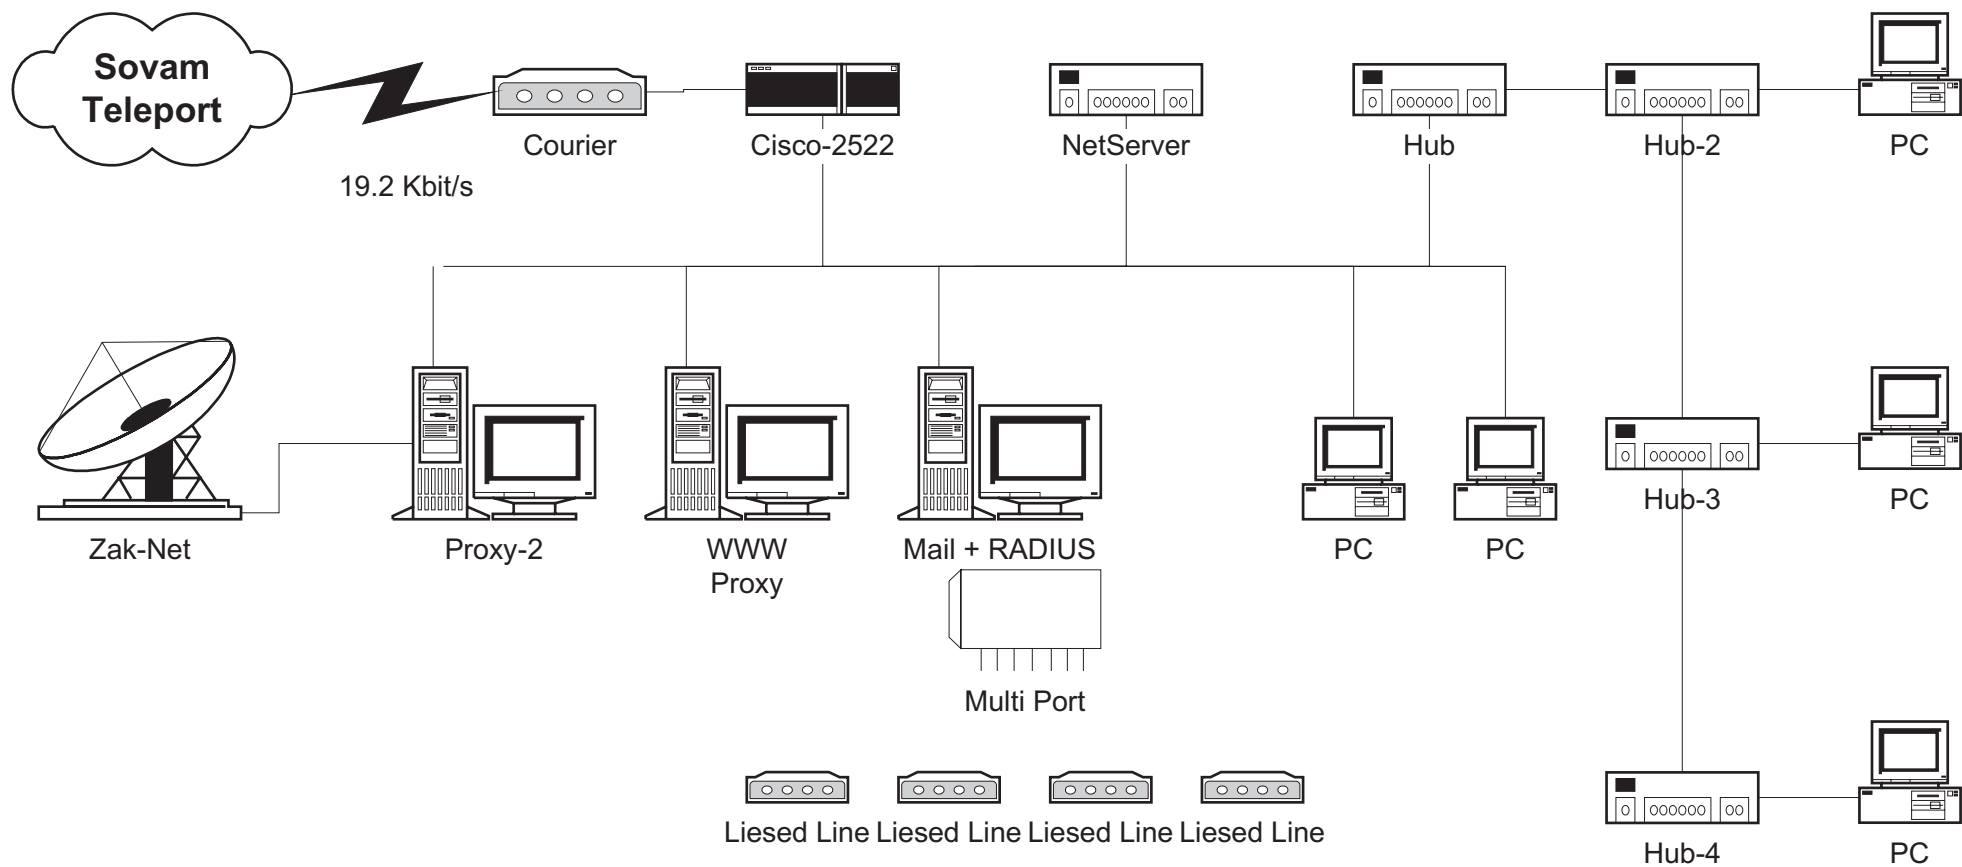 Sovam
Teleport
19.2 Kbit/s
Courier
Cisco-2522
NetServer
Hub
Hub-2
PC
Zak-Net
Proxy-2
WWW
Proxy
Mail + RADIUS
PC
PC
Hub-3
PC
Multi Port
Liesed Line
Liesed Line
Liesed Line
Liesed Line
Hub-4
PC